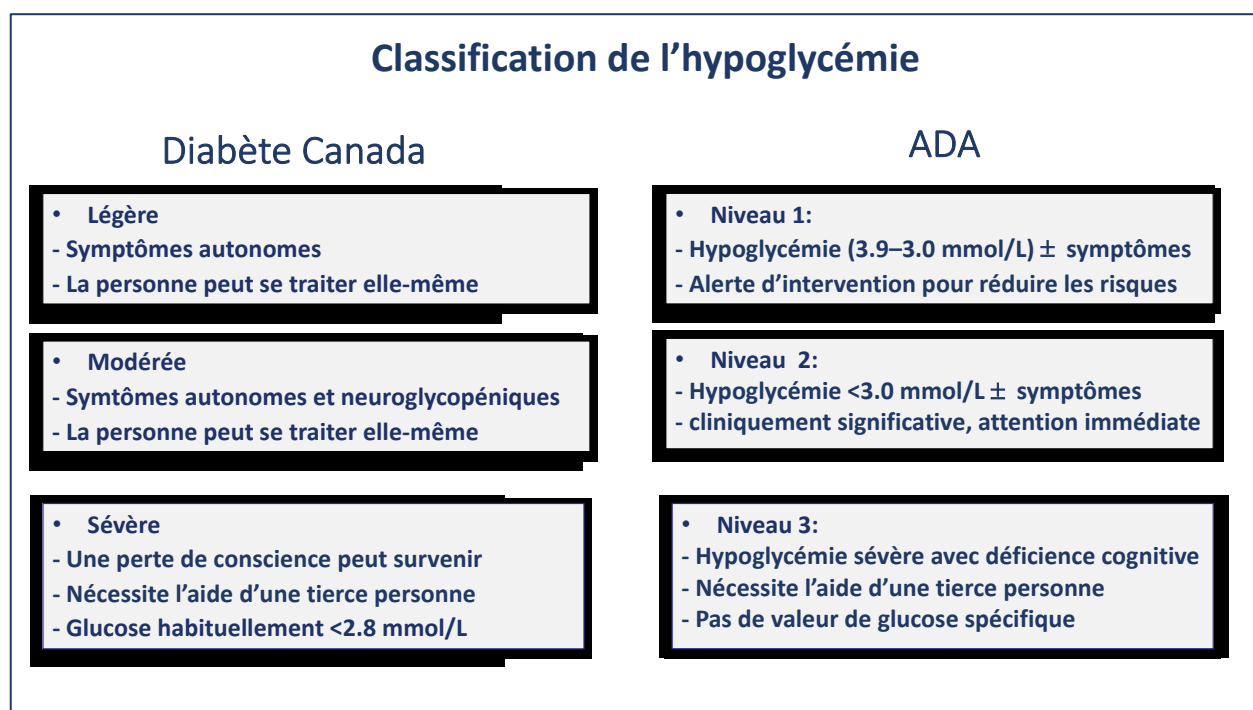 Classification de l’hypoglycémie
Diabète Canada
• Légère
- Symptômes autonomes
- La personne peut se traiter elle-même
• Modérée
- Symtômes autonomes et neuroglycopéniques
- La personne peut se traiter elle-même
• Sévère
- Une perte de conscience peut survenir
- Nécessite l’aide d’une tierce personne
- Glucose habituellement <2.8 mmol/L
ADA
• Niveau 1:
- Hypoglycémie (3.9–3.0 mmol/L) ± symptômes
- Alerte d’intervention pour réduire les risques
• Niveau 2:
- Hypoglycémie <3.0 mmol/L ± symptômes
- cliniquement significative, attention immédiate
• Niveau 3:
- Hypoglycémie sévère avec déficience cognitive
- Nécessite l’aide d’une tierce personne
- Pas de valeur de glucose spécifique